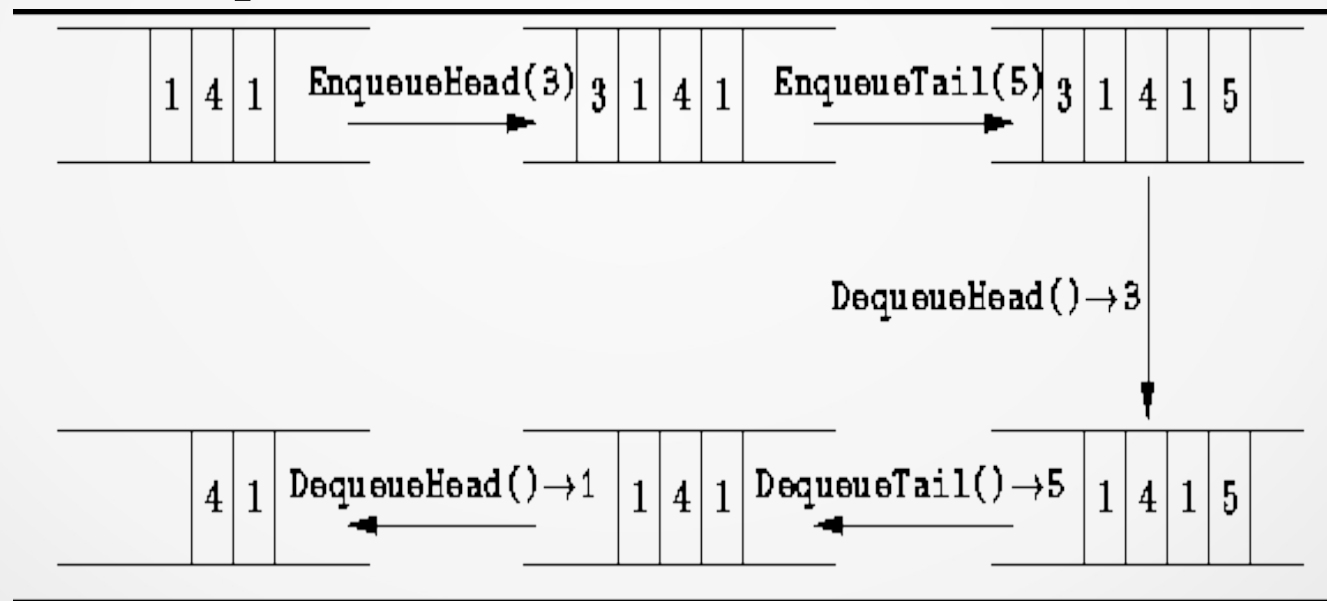 1 4 1 EnqueueHead(3) 3 1 4 1 EnqueueTail(5) 3 1 4 1 5
DequeueHead()→3
4 1 DequeueHead()→1 1 4 1 DequeueTail()→5 1 4 1 5